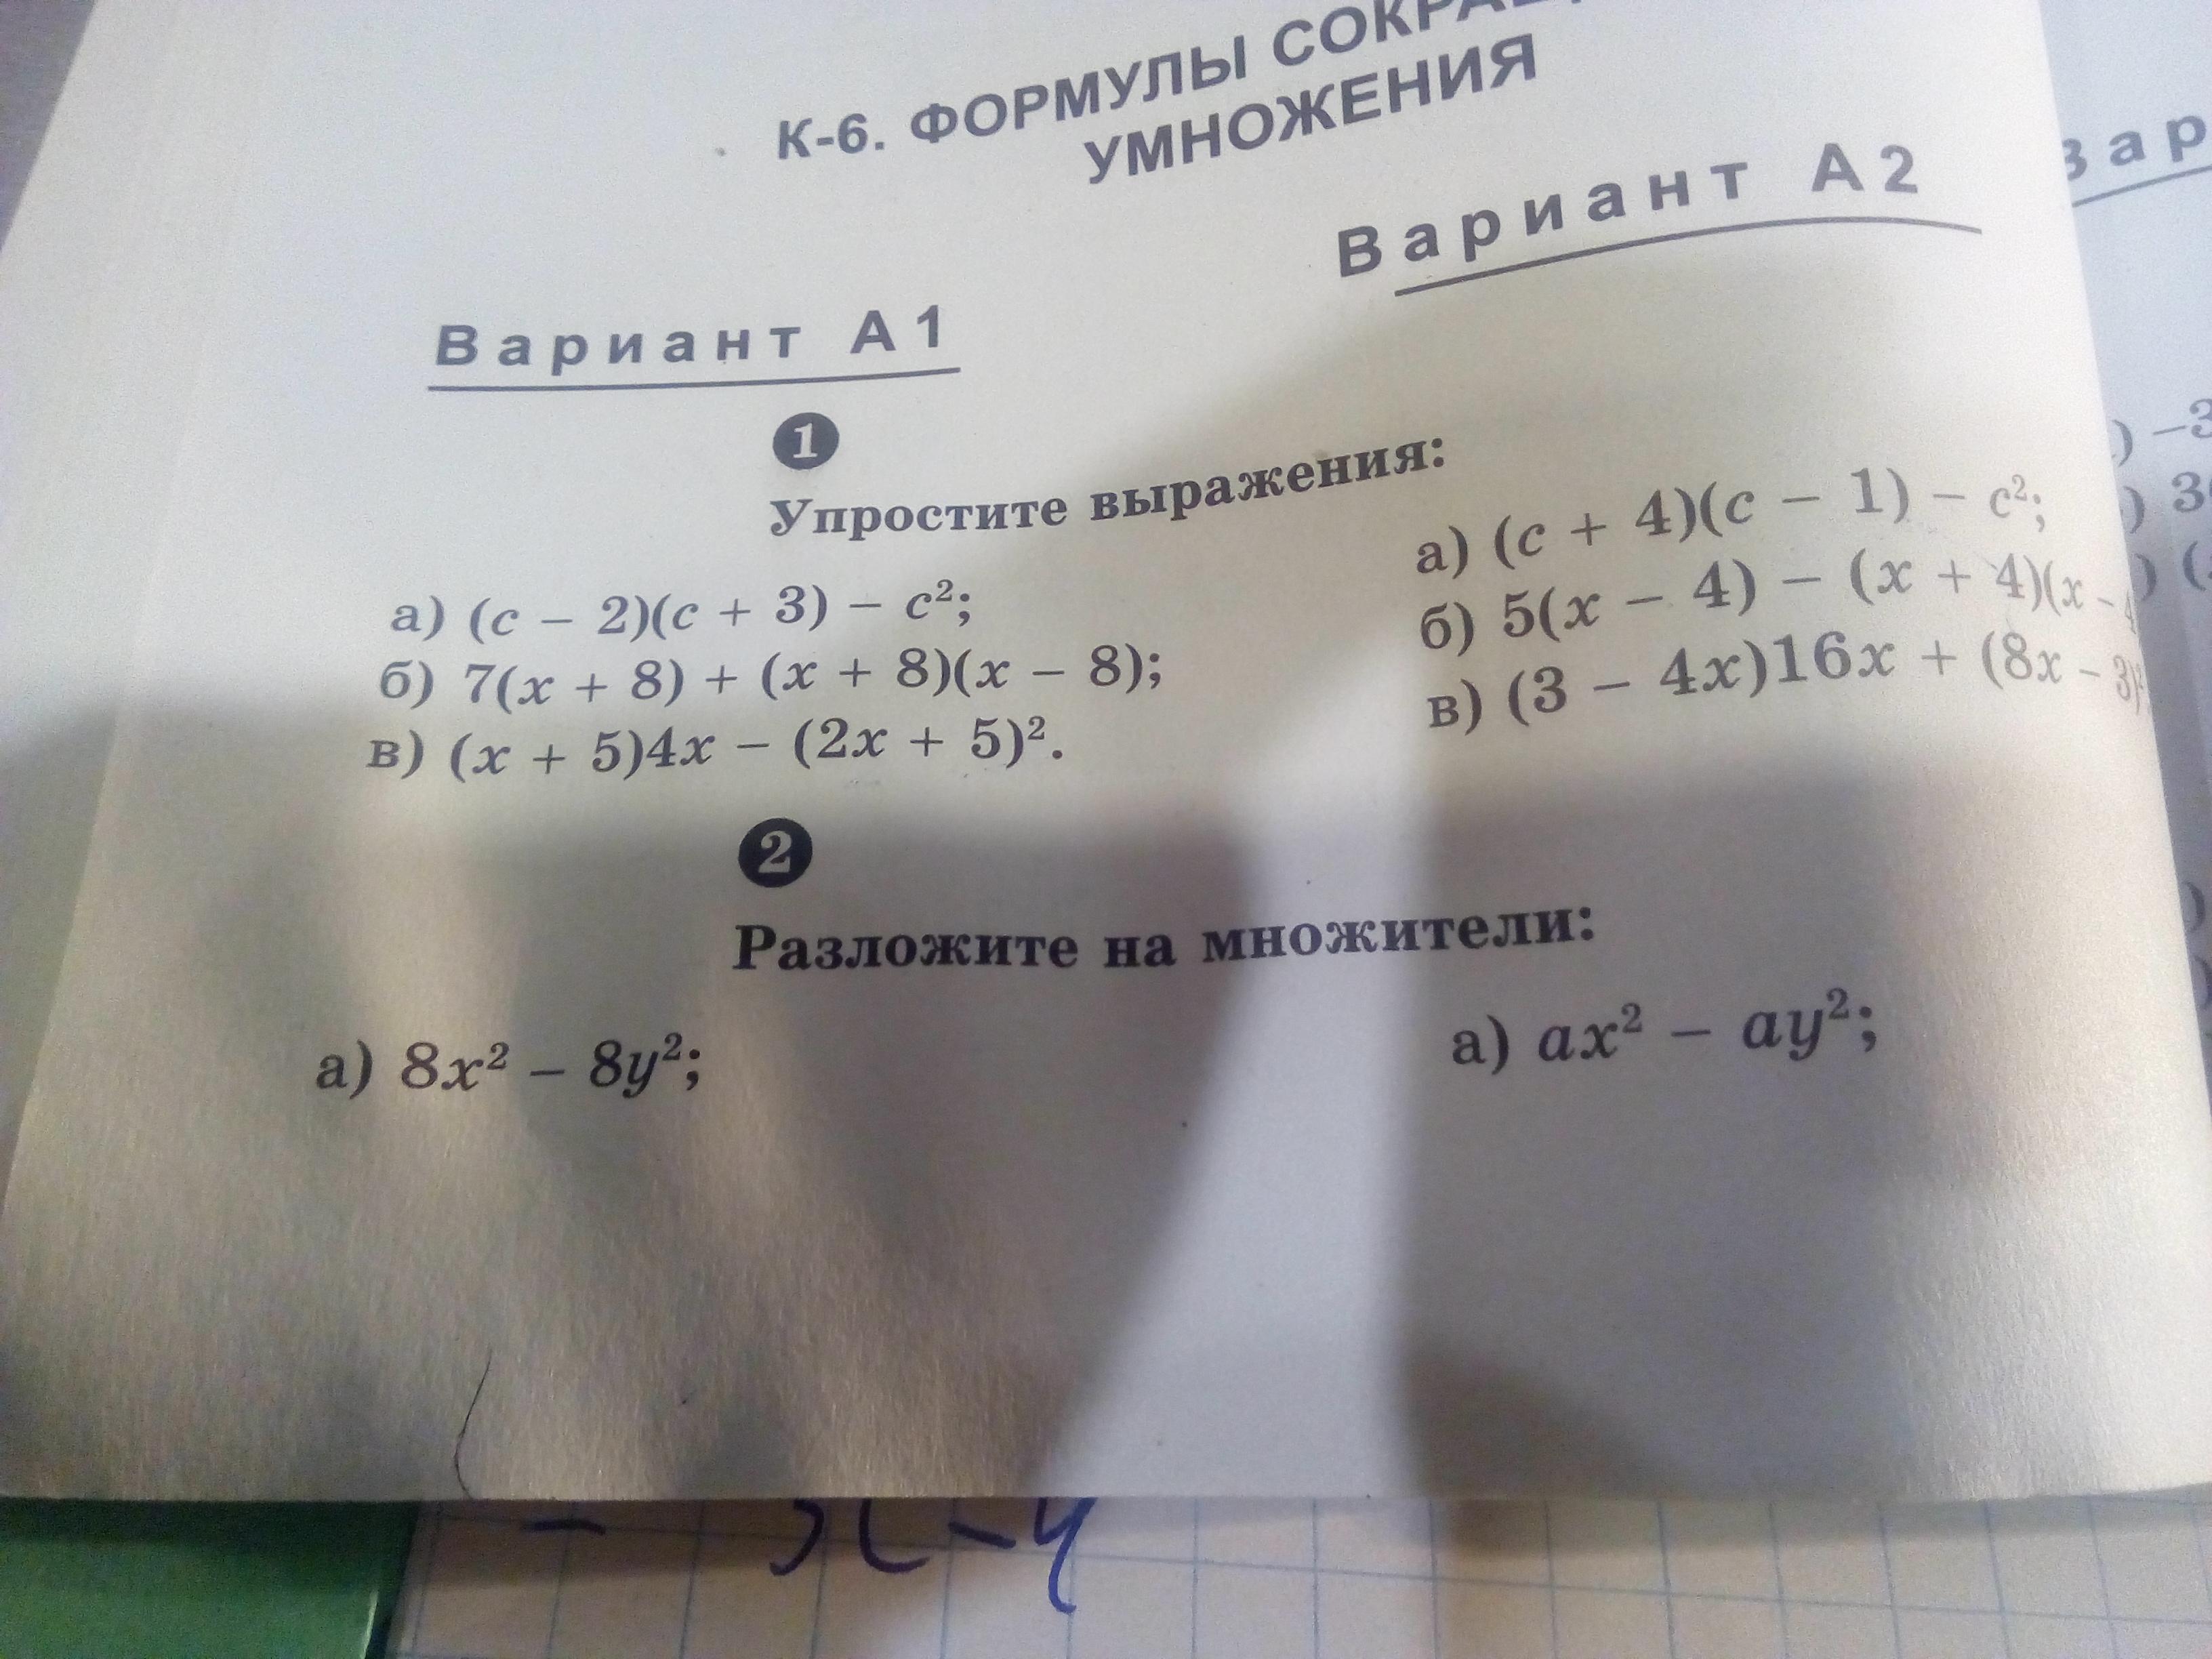 К-6. ФОРМУЛЫ
УМНОЖЕНИЯ
Вариант А1
Вариант А2
1
Упростите выражения:
а) (c – 2)(c + 3) – c²;
б) 7(x + 8) + (x + 8)(x – 8);
в) (x + 5)4x – (2x + 5)².
а) (c + 4)(c – 1) – c²;
б) 5(x – 4) – (x + 4)(x –
в) (3 – 4x)16x + (8x – 3)
2
Разложите на множители:
а) 8x² – 8y²;
а) ax² – ay²;